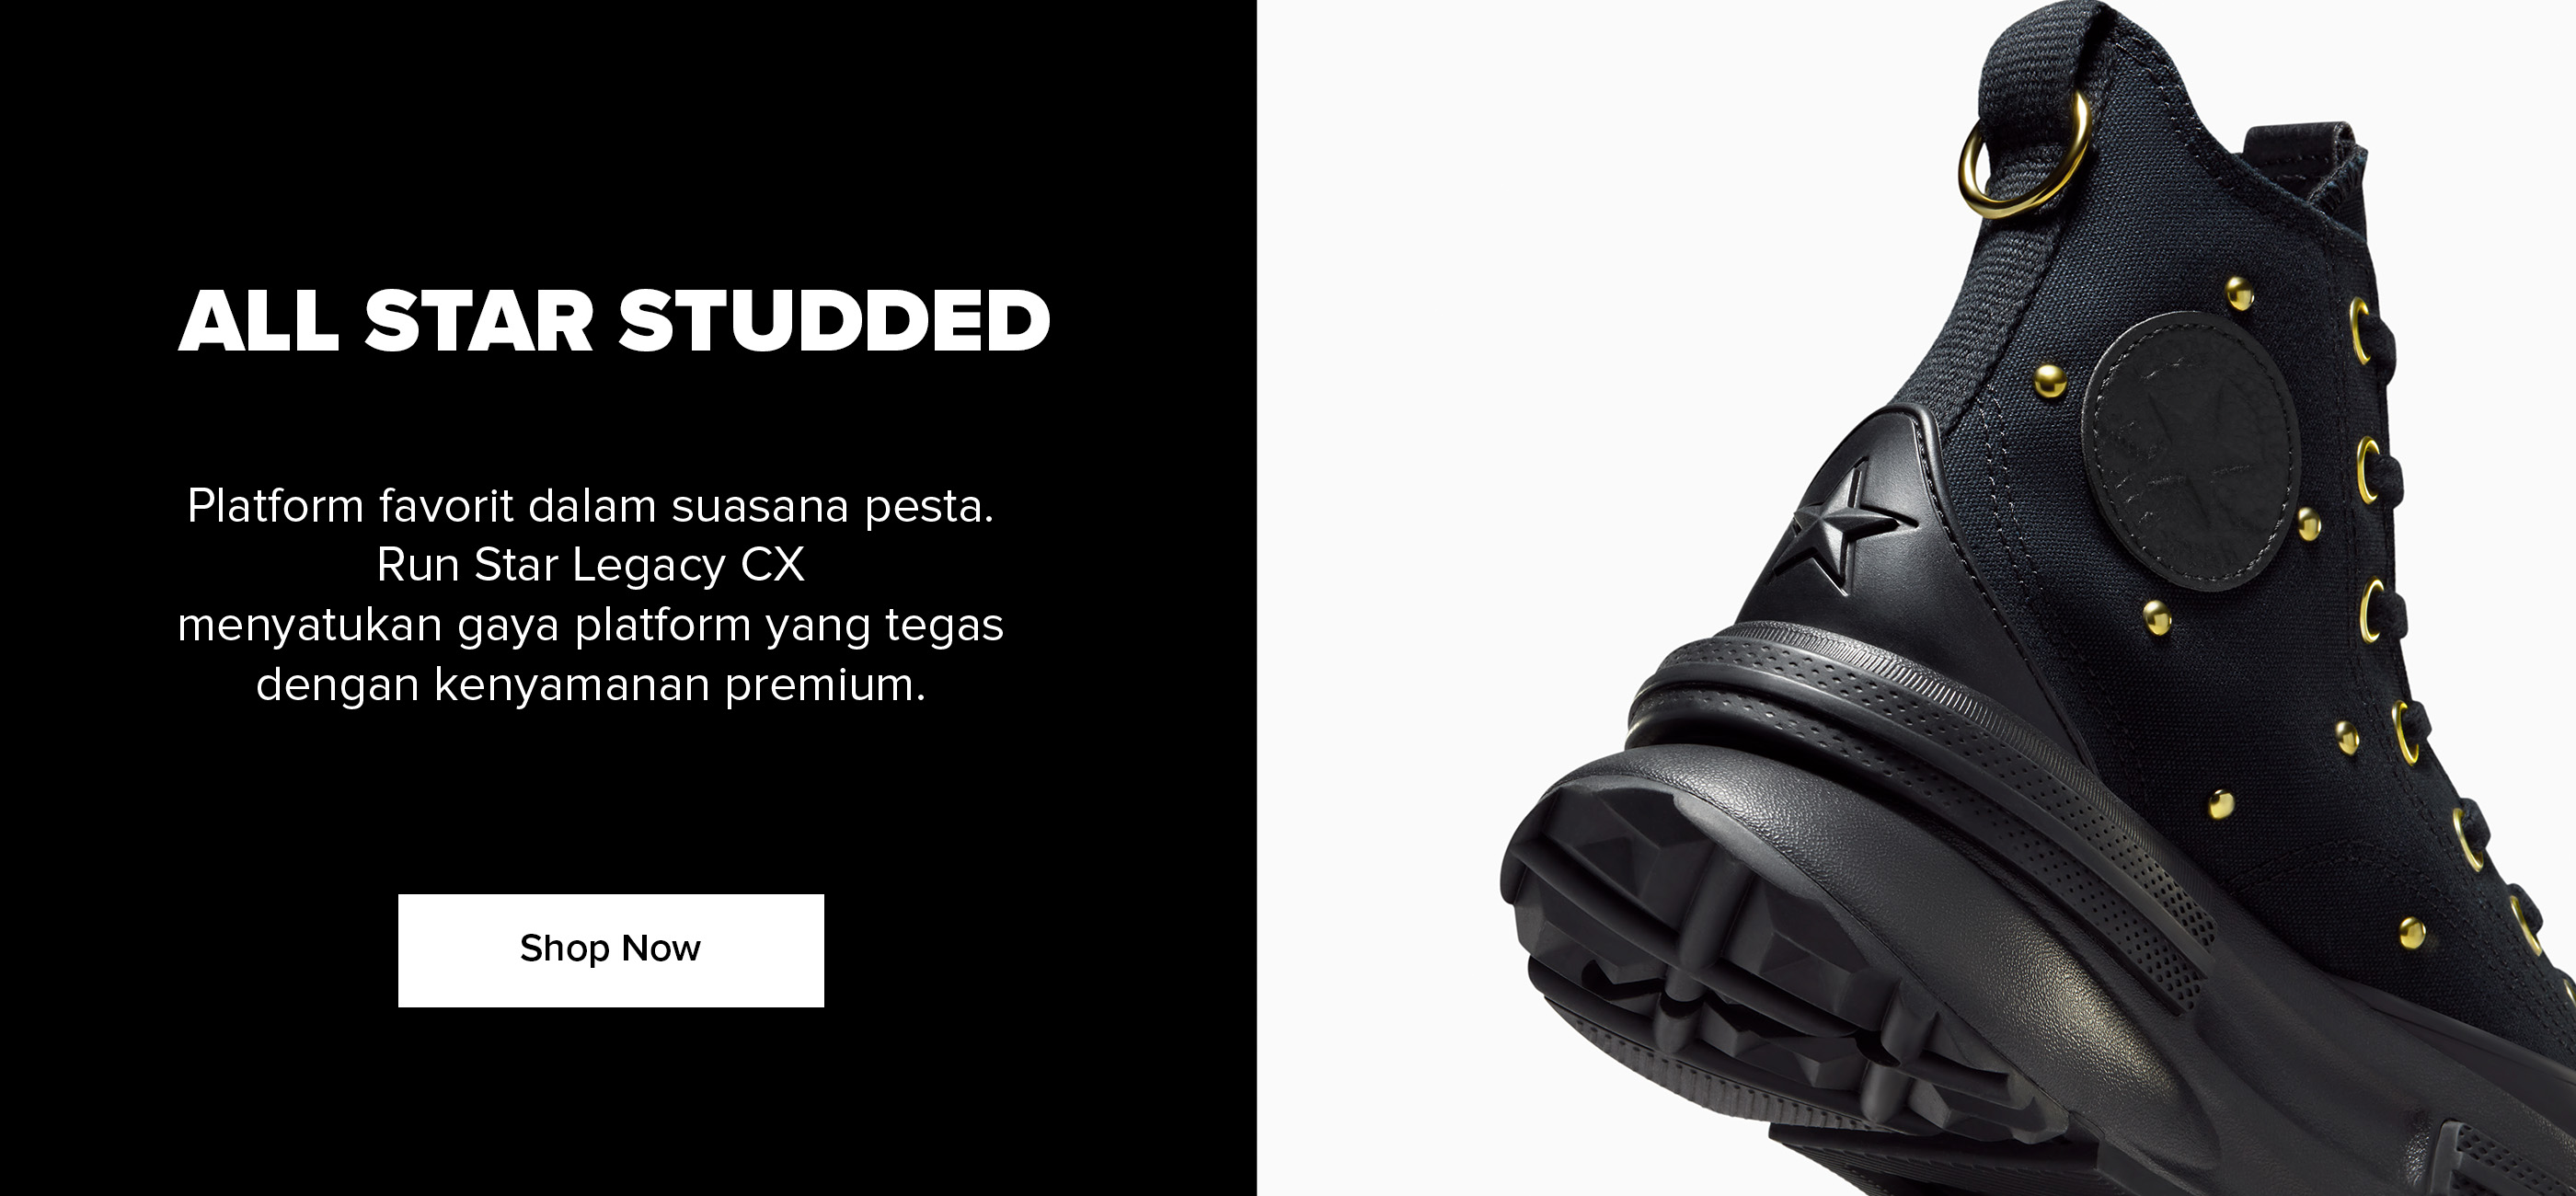 ALL STAR STUDDED
Platform favorit dalam suasana pesta.
Run Star Legacy CX
menyatukan gaya platform yang tegas
dengan kenyamanan premium.
Shop Now